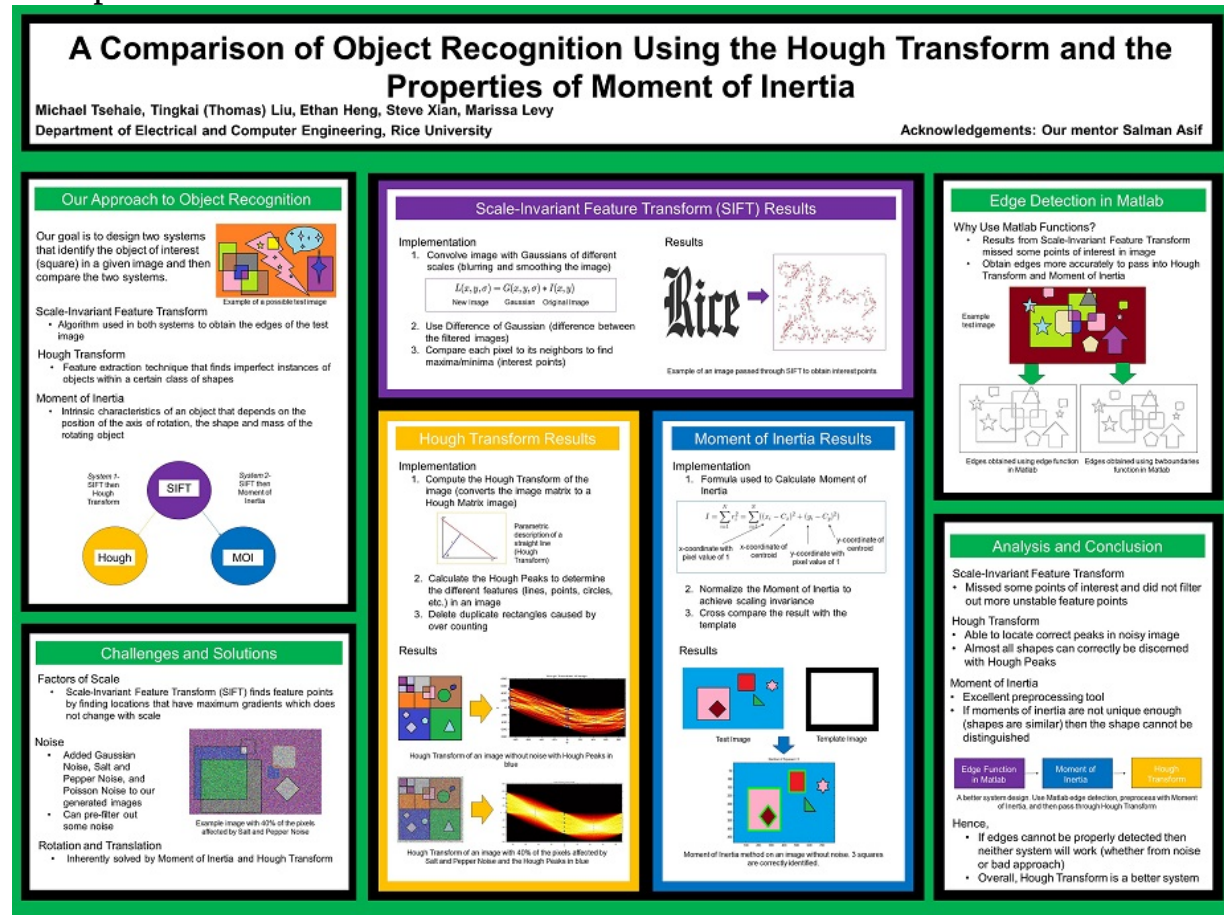 A Comparison of Object Recognition Using the Hough Transform and the
Properties of Moment of Inertia
Michael Tsehaie, Tingkai (Thomas) Liu, Ethan Heng, Steve Xian, Marissa Levy
Department of Electrical and Computer Engineering, Rice University
Acknowledgements: Our mentor Salman Asif
Our Approach to Object Recognition
Our goal is to design two systems
that identify the object of interest
(square) in a given image and then
compare the two systems.
Example of a possible test image
Scale-Invariant Feature Transform
• Algorithm used in both systems to obtain the edges of the test
image
Hough Transform
• Feature extraction technique that finds imperfect instances of
objects within a certain class of shapes
Moment of Inertia
• Intrinsic characteristics of an object that depends on the
position of the axis of rotation, the shape and mass of the
rotating object
System 1-
SIFT then
Hough
Transform
SIFT
System 2-
SIFT then
Moment of
Inertia
Hough
MOI
Challenges and Solutions
Factors of Scale
• Scale-Invariant Feature Transform (SIFT) finds feature points
by finding locations that have maximum gradients which does
not change with scale
Noise
• Added Gaussian
Noise, Salt and
Pepper Noise, and
Poisson Noise to our
generated images
• Can pre-filter out
some noise
Example image with 40% of the pixels
affected by Salt and Pepper Noise
Rotation and Translation
• Inherently solved by Moment of Inertia and Hough Transform
Scale-Invariant Feature Transform (SIFT) Results
Implementation
1. Convolve image with Gaussians of different
scales (blurring and smoothing the image)
L(x, y, σ) = G(x, y, σ) * I(x, y)
New Image Gaussian Original Image
2. Use Difference of Gaussian (difference between
the filtered images)
3. Compare each pixel to its neighbors to find
maxima/minima (interest points)
Results
Rice
Example of an image passed through SIFT to obtain interest points.
Hough Transform Results
Implementation
1. Compute the Hough Transform of the
image (converts the image matrix to a
Hough Matrix image)
Parametric
description of a
straight line
(Hough
Transform)
2. Calculate the Hough Peaks to determine
the different features (lines, points, circles,
etc.) in an image
3. Delete duplicate rectangles caused by
over counting
Results
Hough Transform of an image without noise with Hough Peaks in
blue
Hough Transform of an image with 40% of the pixels affected by
Salt and Pepper Noise and the Hough Peaks in blue
Moment of Inertia Results
Implementation
1. Formula used to Calculate Moment of
Inertia
x-coordinate with
pixel value of 1
x-coordinate of
centroid
y-coordinate with
pixel value of 1
y-coordinate of
centroid
2. Normalize the Moment of Inertia to
achieve scaling invariance
3. Cross compare the result with the
template
Results
Test Image
Template Image
Moment of Inertia method on an image without noise. 3 squares
are correctly identified.
Edge Detection in Matlab
Why Use Matlab Functions?
• Results from Scale-Invariant Feature Transform
missed some points of interest in image
• Obtain edges more accurately to pass into Hough
Transform and Moment of Inertia
Example
test image
Edges obtained using edge function
in Matlab
Edges obtained using bwboundaries
function in Matlab
Analysis and Conclusion
Scale-Invariant Feature Transform
• Missed some points of interest and did not filter
out more unstable feature points
Hough Transform
• Able to locate correct peaks in noisy image
• Almost all shapes can correctly be discerned
with Hough Peaks
Moment of Inertia
• Excellent preprocessing tool
• If moments of inertia are not unique enough
(shapes are similar) then the shape cannot be
distinguished
Edge Function
in Matlab
Moment of
Inertia
Hough
Transform
A better system design: Use Matlab edge detection, preprocess with Moment
of Inertia, and then pass through Hough Transform
Hence,
• If edges cannot be properly detected then
neither system will work (whether from noise
or bad approach)
• Overall, Hough Transform is a better system